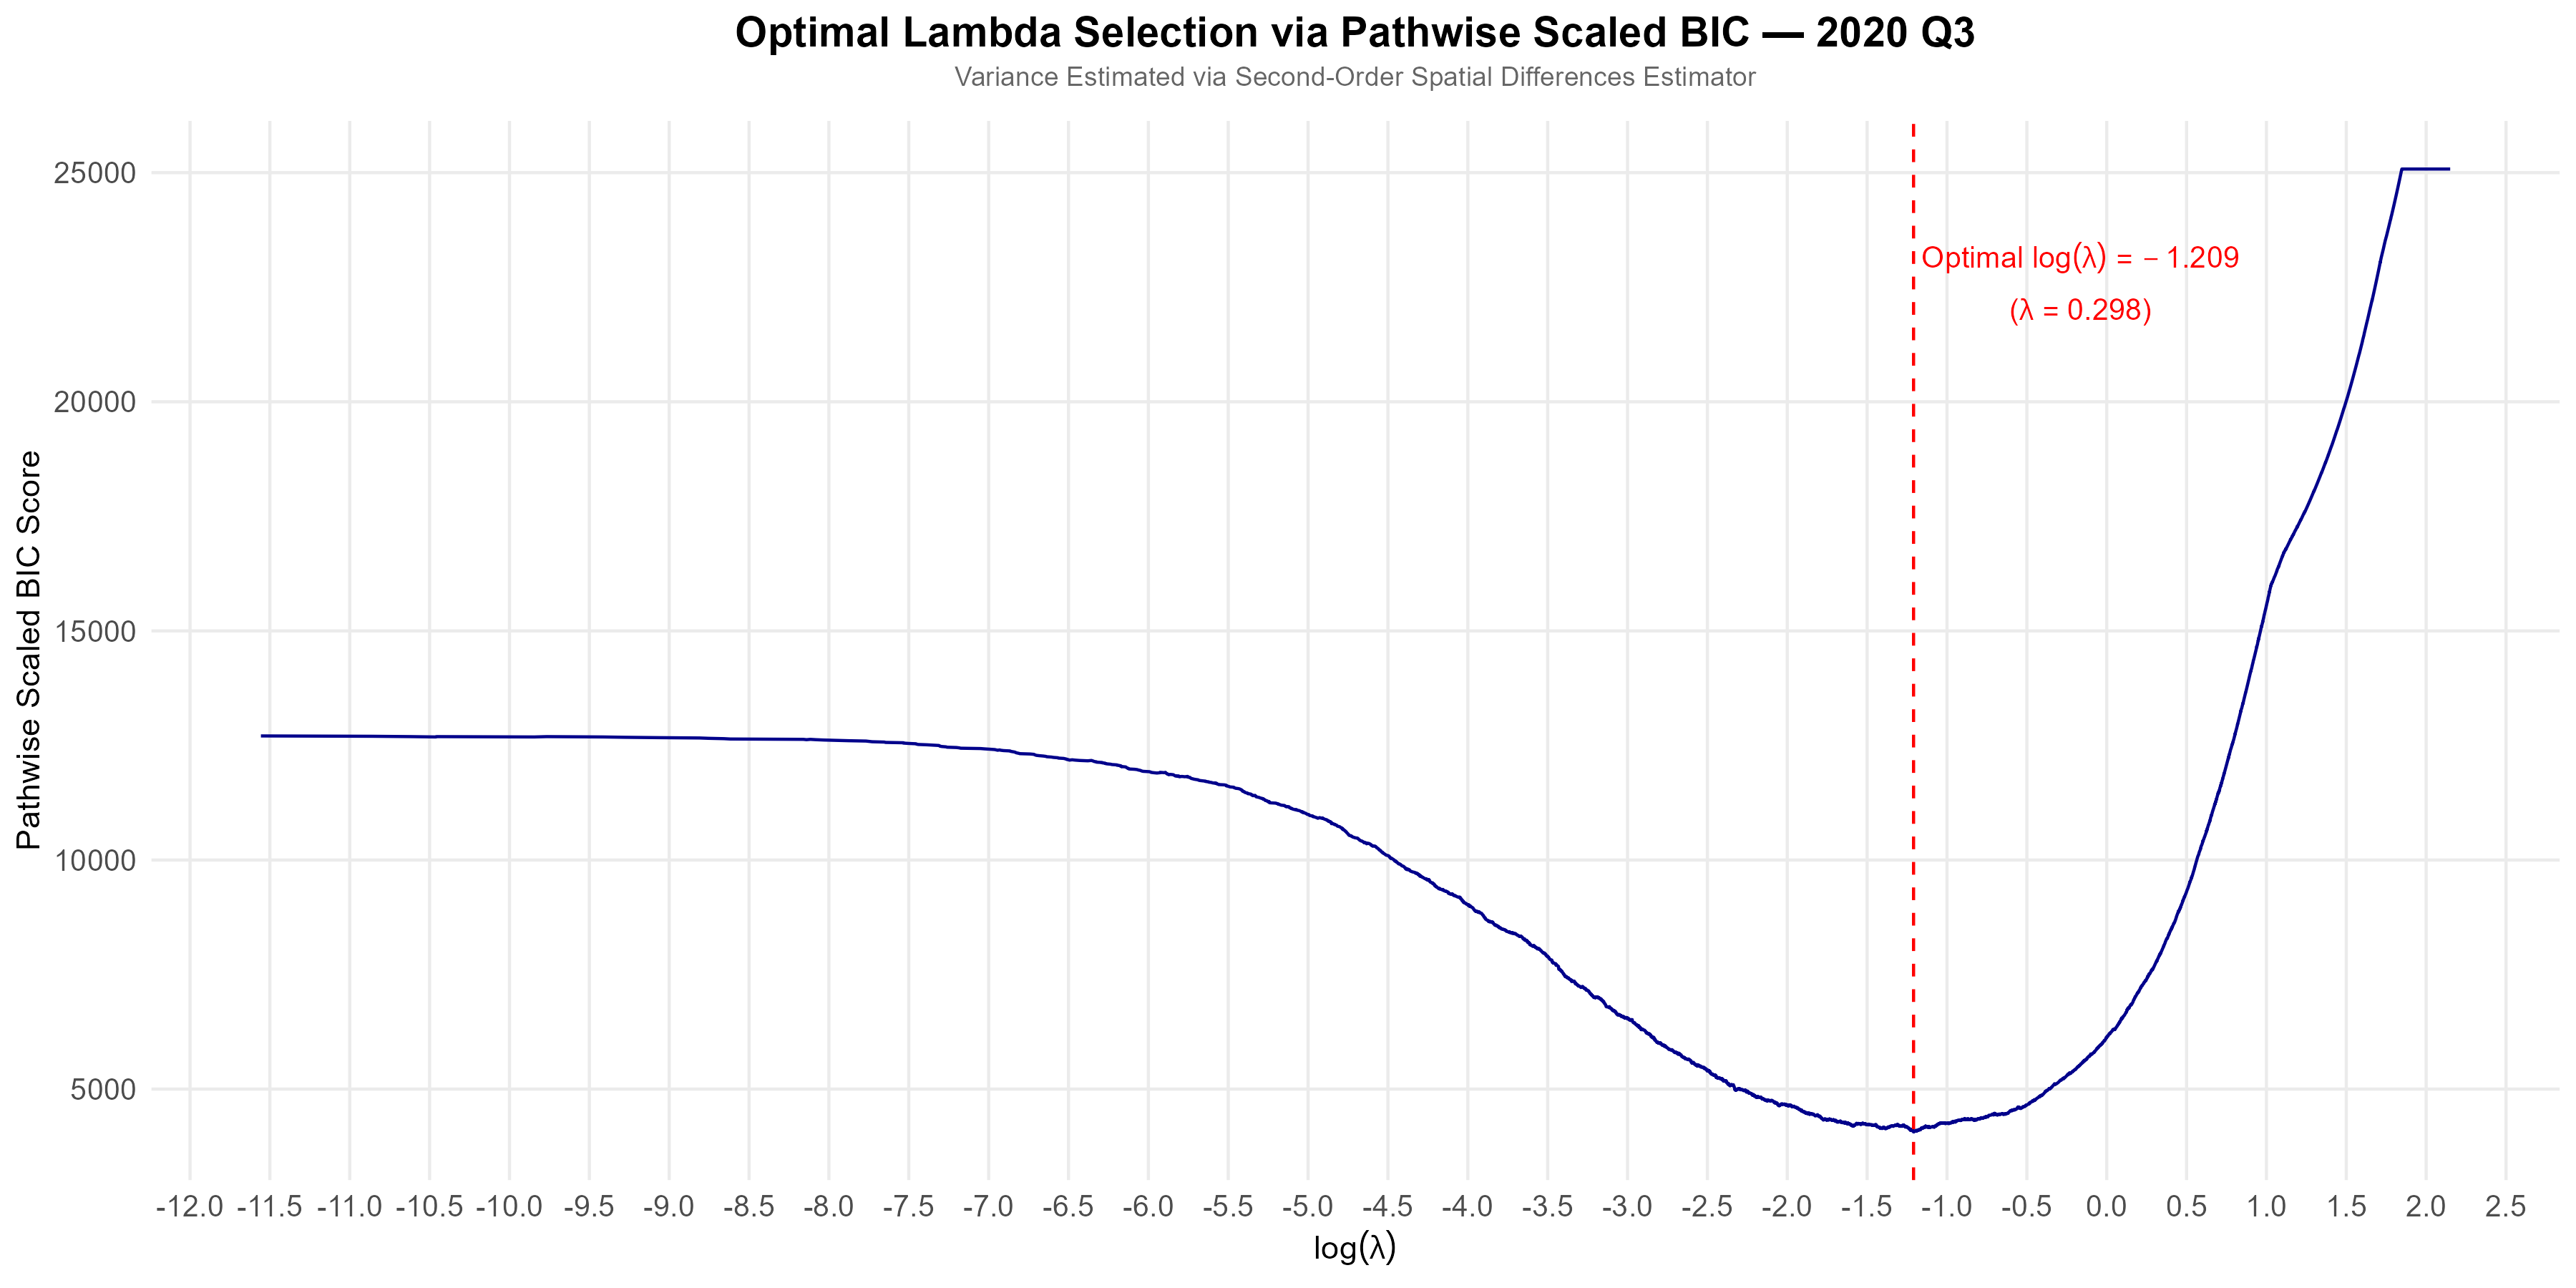 Optimal Lambda Selection via Pathwise Scaled BIC — 2020 Q3
Variance Estimated via Second-Order Spatial Differences Estimator
Pathwise Scaled BIC Score
25000
20000
15000
10000
5000
Optimal log(λ) = − 1.209
(λ = 0.298)
-12.0 -11.5 -11.0 -10.5 -10.0 -9.5 -9.0 -8.5 -8.0 -7.5 -7.0 -6.5 -6.0 -5.5 -5.0 -4.5 -4.0 -3.5 -3.0 -2.5 -2.0 -1.5 -1.0 -0.5 0.0 0.5 1.0 1.5 2.0 2.5
log(λ)